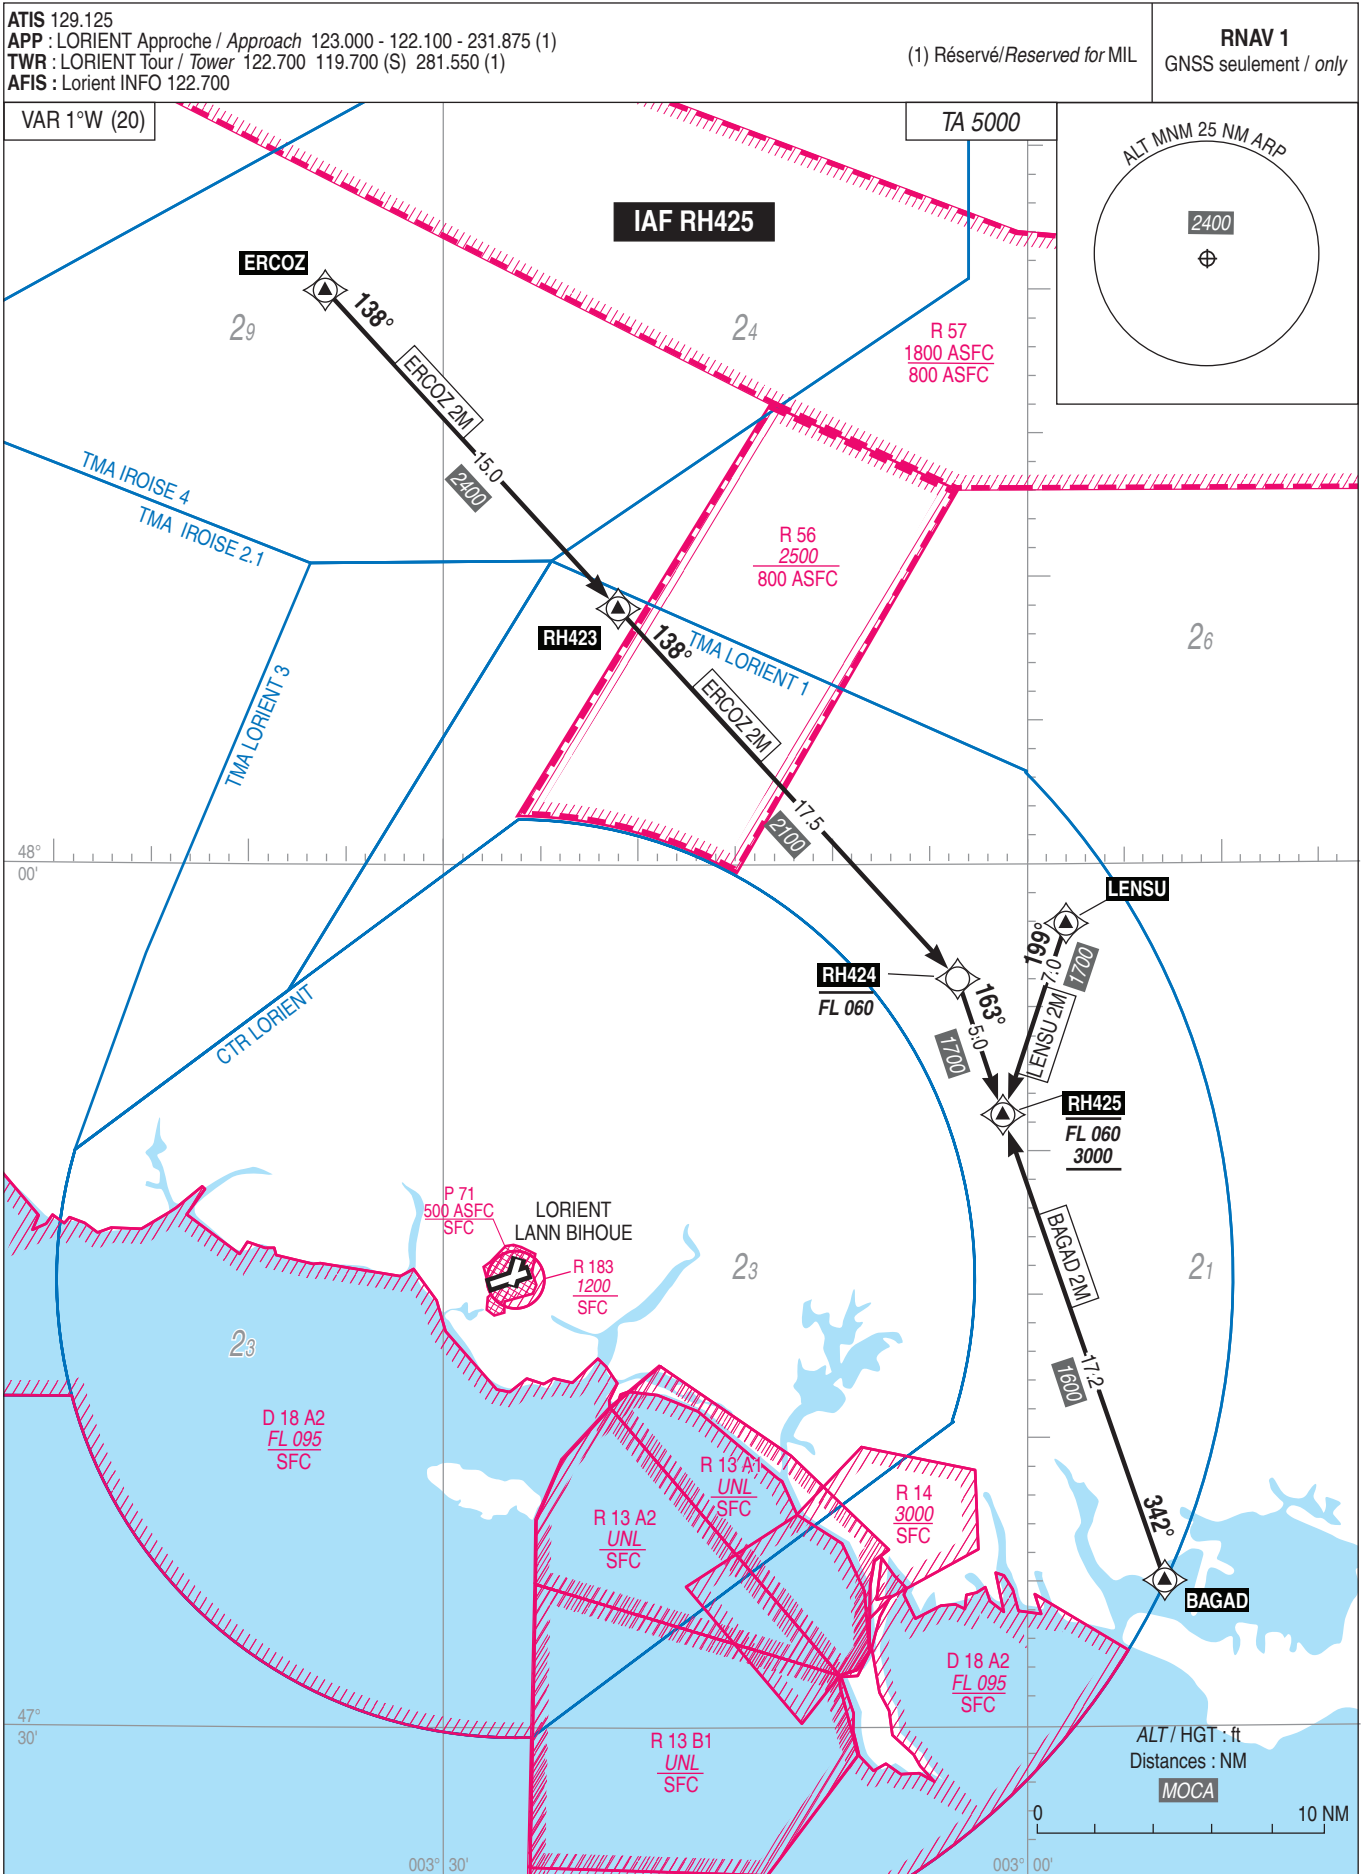 ATIS 129.125
APP : LORIENT Approche / Approach 123.000 - 122.100 - 231.875 (1)
TWR : LORIENT Tour / Tower 122.700 119.700 (S) 281.550 (1)
AFIS : Lorient INFO 122.700
(1) Réservé/Reserved for MIL
RNAV 1
GNSS seulement / only
VAR 1°W (20)
TA 5000
ALT MNM 25 NM ARP
2400
IAF RH425
ERCOZ
138°
29
24
R 57
1800 ASFC
800 ASFC
ERCOZ 2M
15.0
2400
TMA IROISE 4
TMA IROISE 2.1
R 56
2500
800 ASFC
RH423
138°
TMA LORIENT 1
26
TMA LORIENT 3
ERCOZ 2M
17.5
2100
48°
00'
LENSU
199°
7.0
1700
LENSU 2M
RH424
FL 060
163°
5.0
1700
CTR LORIENT
RH425
FL 060
3000
P 71
500 ASFC
SFC
LORIENT
LANN BIHOUE
R 183
1200
SFC
BAGAD 2M
23
21
23
17.2
1600
D 18 A2
FL 095
SFC
R 13 A1
UNL
SFC
R 14
3000
SFC
R 13 A2
UNL
SFC
342°
BAGAD
D 18 A2
FL 095
SFC
47°
30'
R 13 B1
UNL
SFC
ALT / HGT : ft
Distances : NM
MOCA
0
10 NM
003° 30'
003° 00'